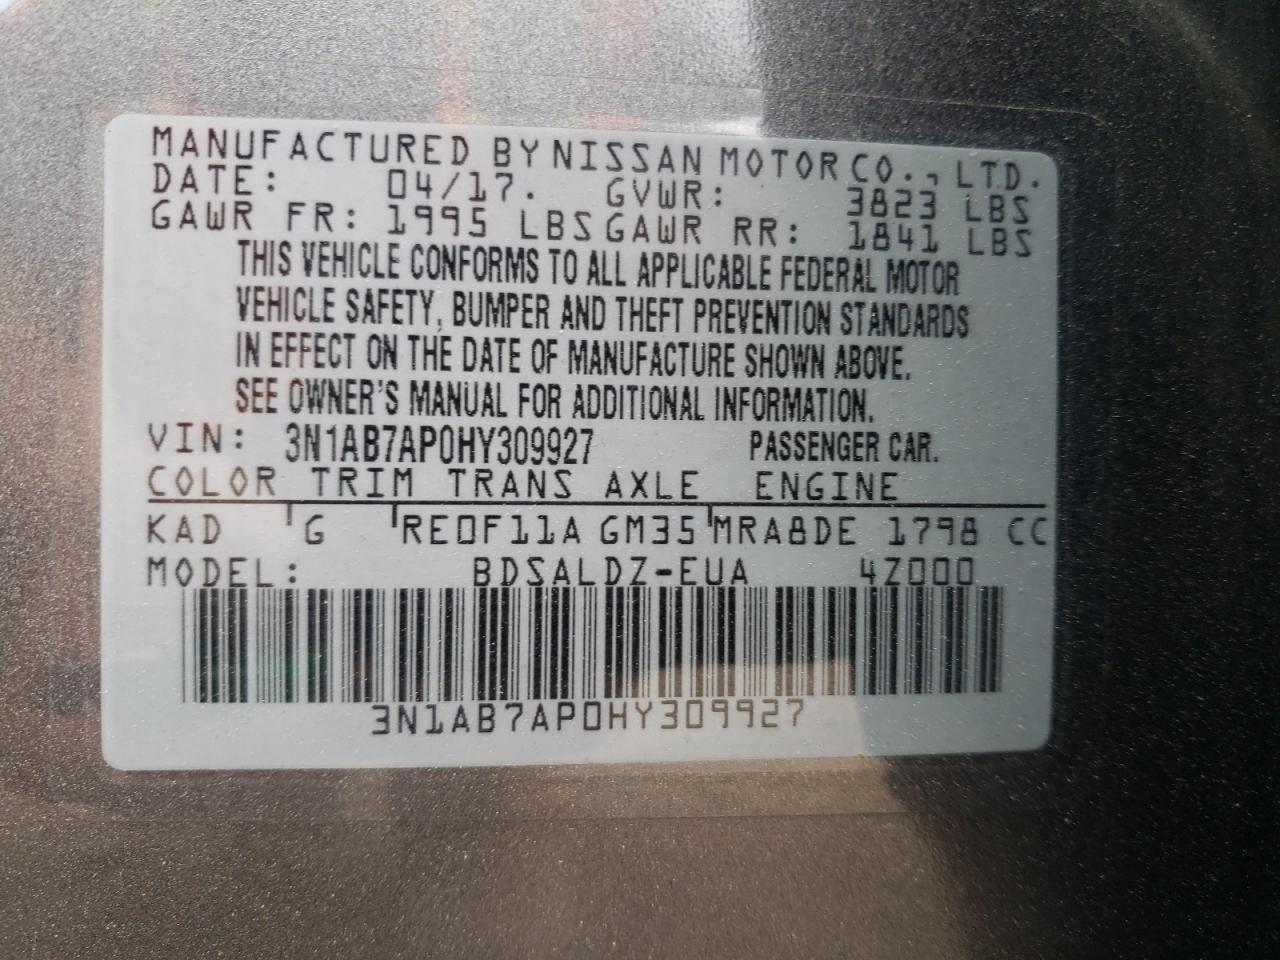 MANUFACTURED BY NISSAN MOTOR CO., LTD.
DATE: 04/17. GVWR: 3823 LBS
GAWR FR: 1995 LBS GAWR RR: 1841 LBS
THIS VEHICLE CONFORMS TO ALL APPLICABLE FEDERAL MOTOR
VEHICLE SAFETY, BUMPER AND THEFT PREVENTION STANDARDS
IN EFFECT ON THE DATE OF MANUFACTURE SHOWN ABOVE.
SEE OWNER'S MANUAL FOR ADDITIONAL INFORMATION.
VIN: 3N1AB7AP0HY309927 PASSENGER CAR.
COLOR TRIM TRANS AXLE ENGINE
KAD G RE0F11A GM35 MRA8DE 1798 CC
MODEL: BDSALDZ-EUA 4Z000
3N1AB7AP0HY309927